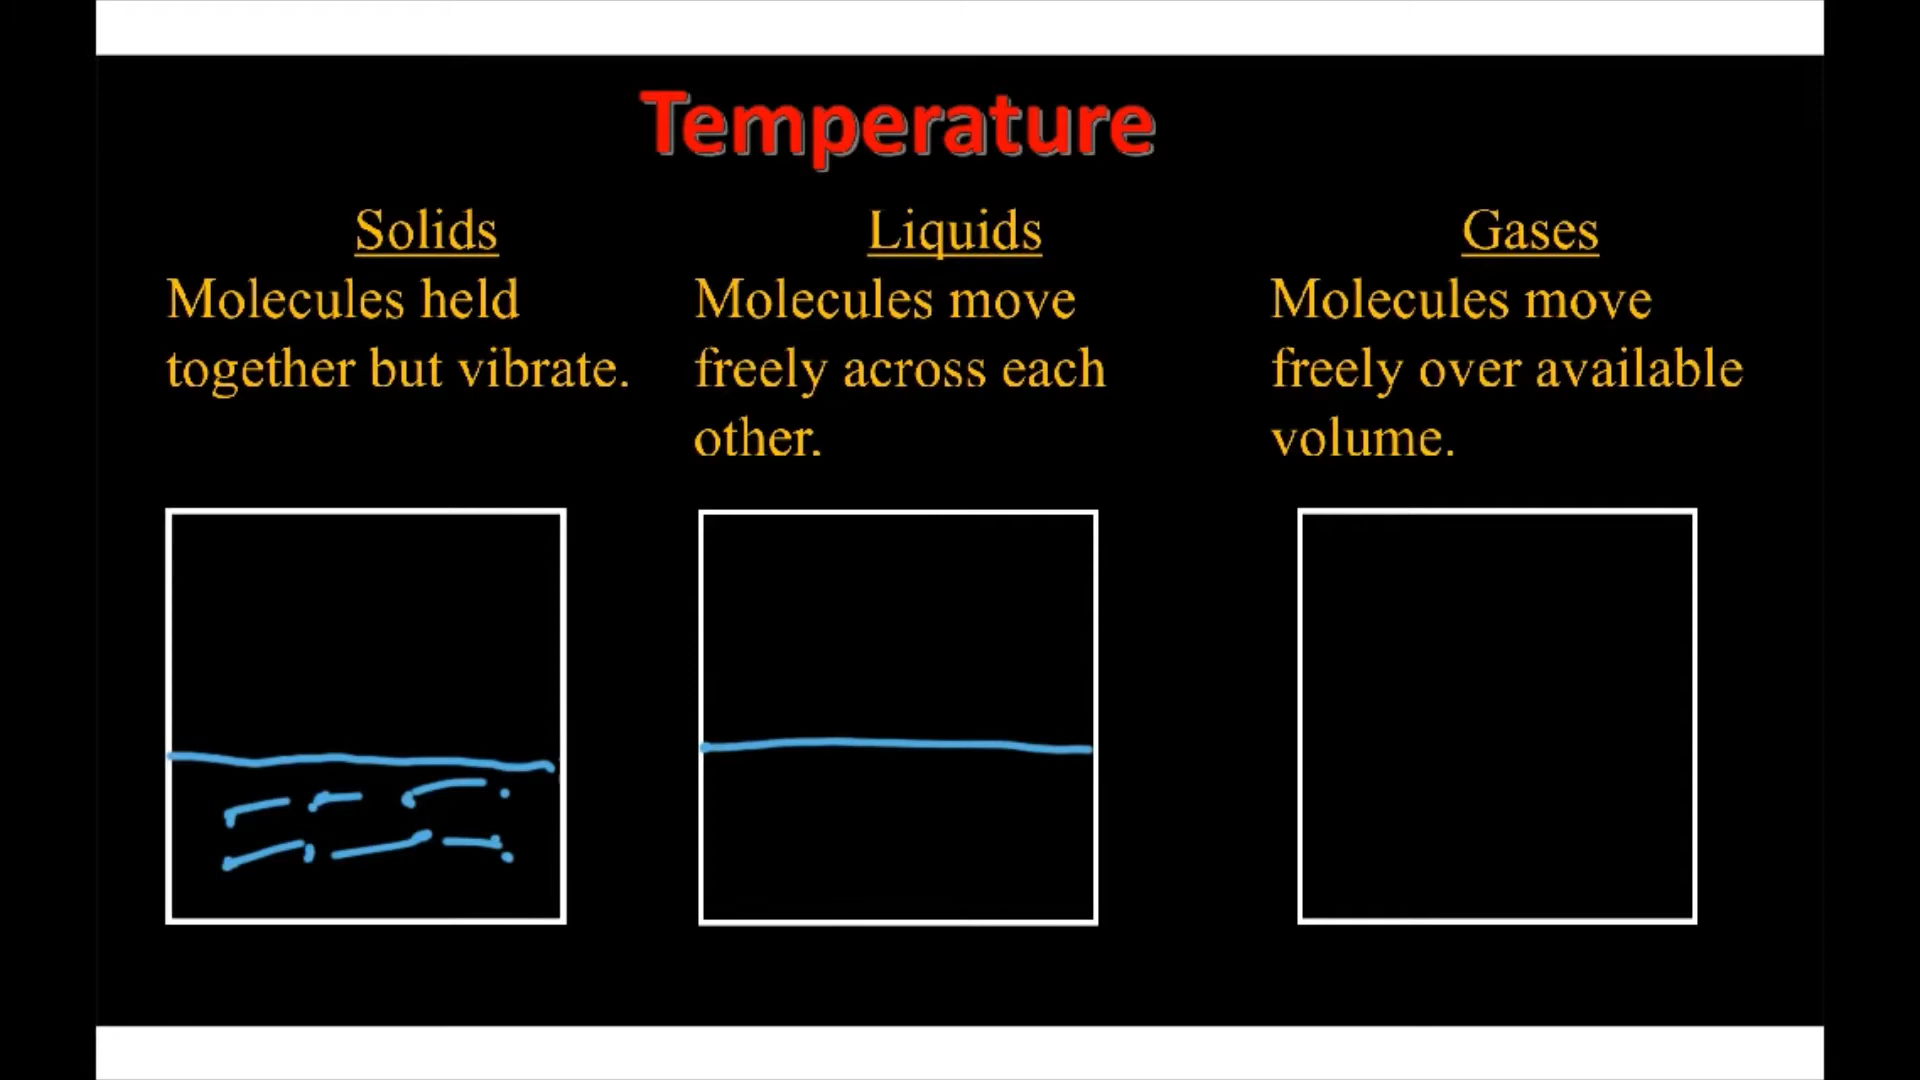 Temperature
Solids
Molecules held
together but vibrate.
Liquids
Molecules move
freely across each
other.
Gases
Molecules move
freely over available
volume.